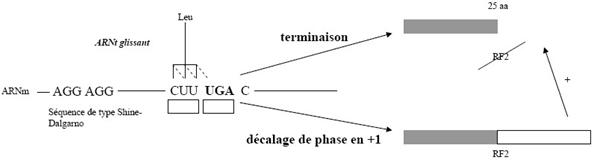 25 aa
Leu
ARNt glissant
terminaison
RF2
+
ARNm
AGG AGG
CUU UGA C
Séquence de type Shine-
Dalgarno
décalage de phase en +1
RF2